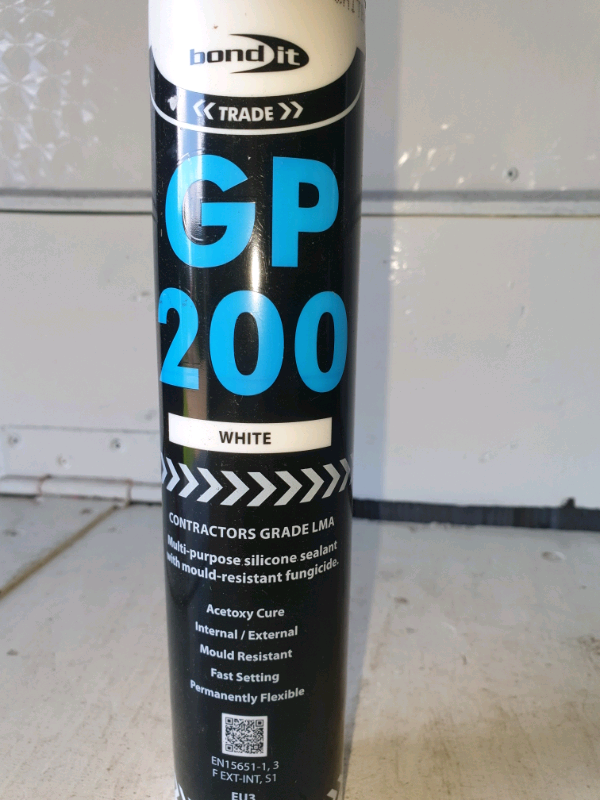 bond it
<< TRADE >>
GP
200
WHITE
CONTRACTORS GRADE LMA
Multi-purpose silicone sealant
with mould-resistant fungicide.
Acetoxy Cure
Internal / External
Mould Resistant
Fast Setting
Permanently Flexible
EN15651-1, 3
F EXT-INT, S1
EU3